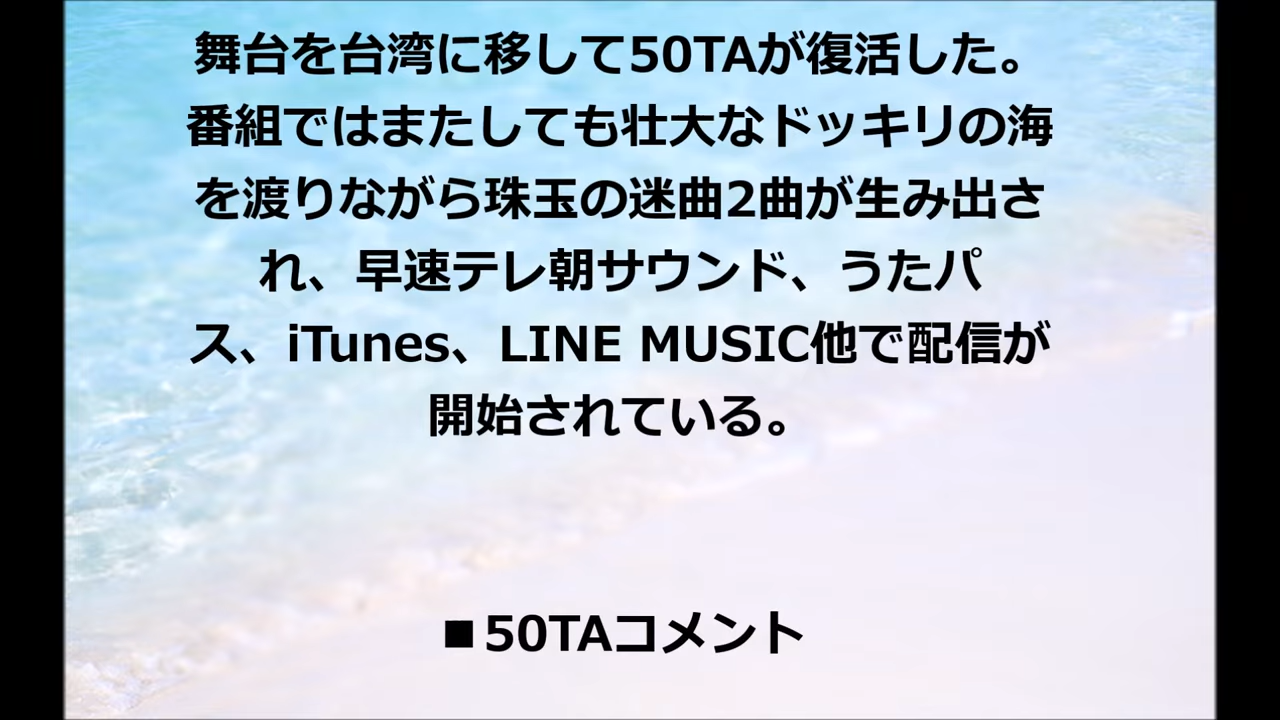 舞台を台湾に移して50TAが復活した。
番組ではまたしても壮大なドッキリの海
を渡りながら珠玉の迷曲2曲が生み出さ
れ、早速テレ朝サウンド、うたパ
ス、iTunes、LINE MUSIC他で配信が
開始されている。
■50TAコメント